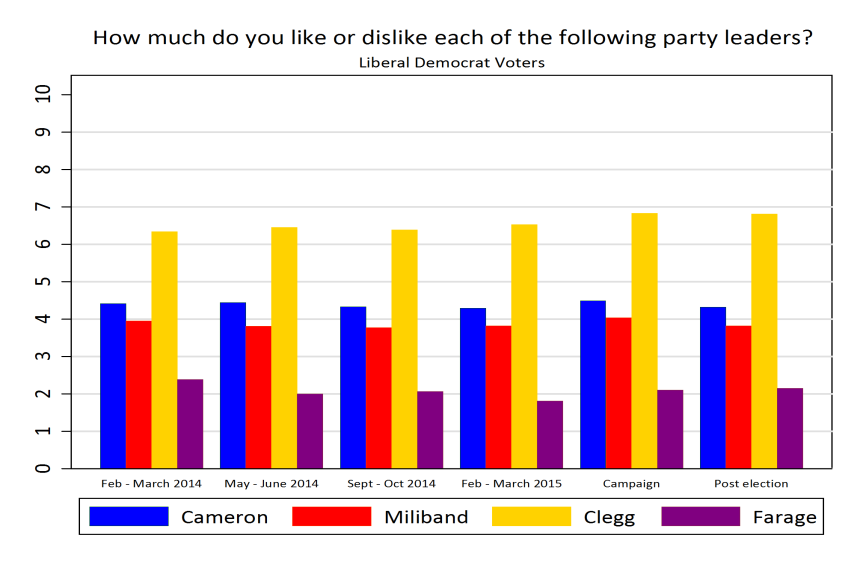 How much do you like or dislike each of the following party leaders?
Liberal Democrat Voters
10
9
8
7
6
5
4
3
2
1
0
Feb - March 2014 May - June 2014 Sept - Oct 2014 Feb - March 2015 Campaign Post election
Cameron Miliband Clegg Farage